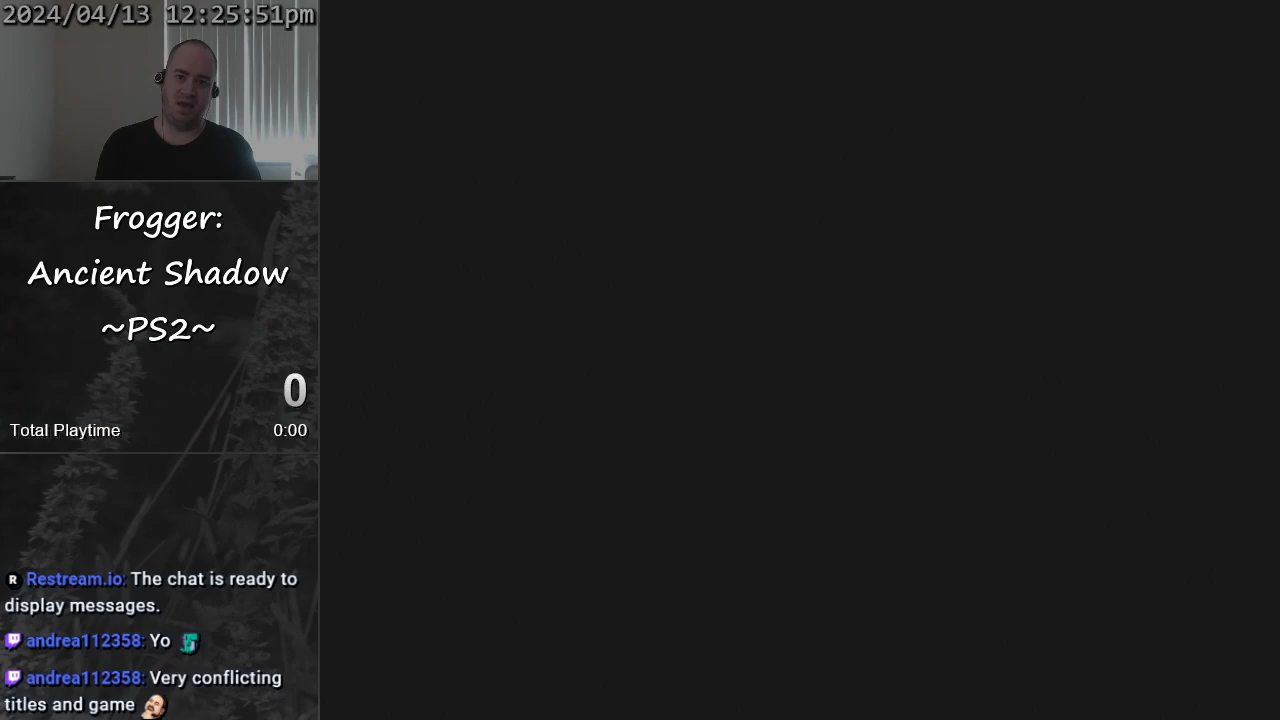 2024/04/13 12:25:51pm
Frogger:
Ancient Shadow
~PS2~
0
Total Playtime 0:00
R Restream.io: The chat is ready to
display messages.
andrea112358: Yo
andrea112358: Very conflicting
titles and game